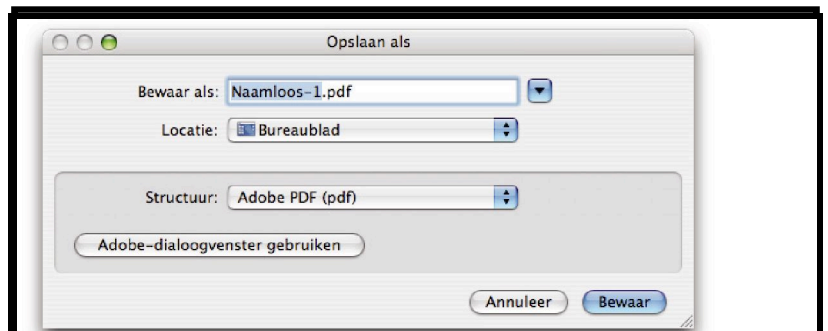 Opslaan als
Bewaar als: Naamloos-1.pdf
Locatie: Bureaublad
Structuur: Adobe PDF (pdf)
Adobe-dialoogvenster gebruiken
Annuleer Bewaar